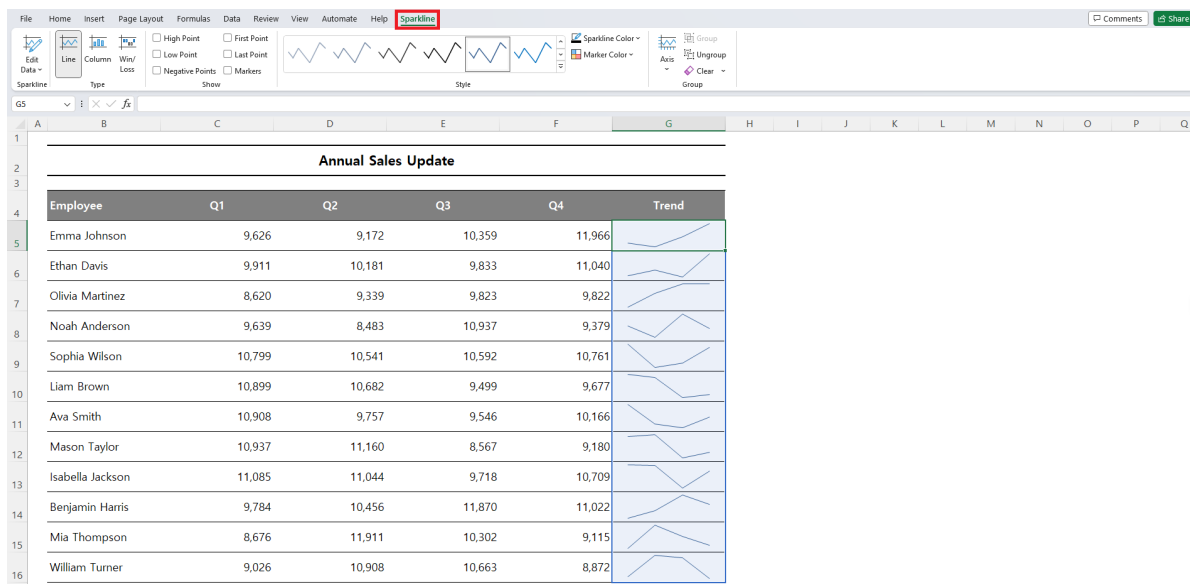 File Home Insert Page Layout Formulas Data Review View Automate Help Sparkline Comments Share
Edit Data Line Column Win/ Loss High Point First Point Sparkline Color Axis Group
Low Point Last Point Marker Color Ungroup
Negative Points Markers Clear
Sparkline Type Show Style Group
G5 fx
A B C D E F G H I J K L M N O P Q
1
2 Annual Sales Update
3
4 Employee Q1 Q2 Q3 Q4 Trend
5 Emma Johnson 9,626 9,172 10,359 11,966
6 Ethan Davis 9,911 10,181 9,833 11,040
7 Olivia Martinez 8,620 9,339 9,823 9,822
8 Noah Anderson 9,639 8,483 10,937 9,379
9 Sophia Wilson 10,799 10,541 10,592 10,761
10 Liam Brown 10,899 10,682 9,499 9,677
11 Ava Smith 10,908 9,757 9,546 10,166
12 Mason Taylor 10,937 11,160 8,567 9,180
13 Isabella Jackson 11,085 11,044 9,718 10,709
14 Benjamin Harris 9,784 10,456 11,870 11,022
15 Mia Thompson 8,676 11,911 10,302 9,115
16 William Turner 9,026 10,908 10,663 8,872